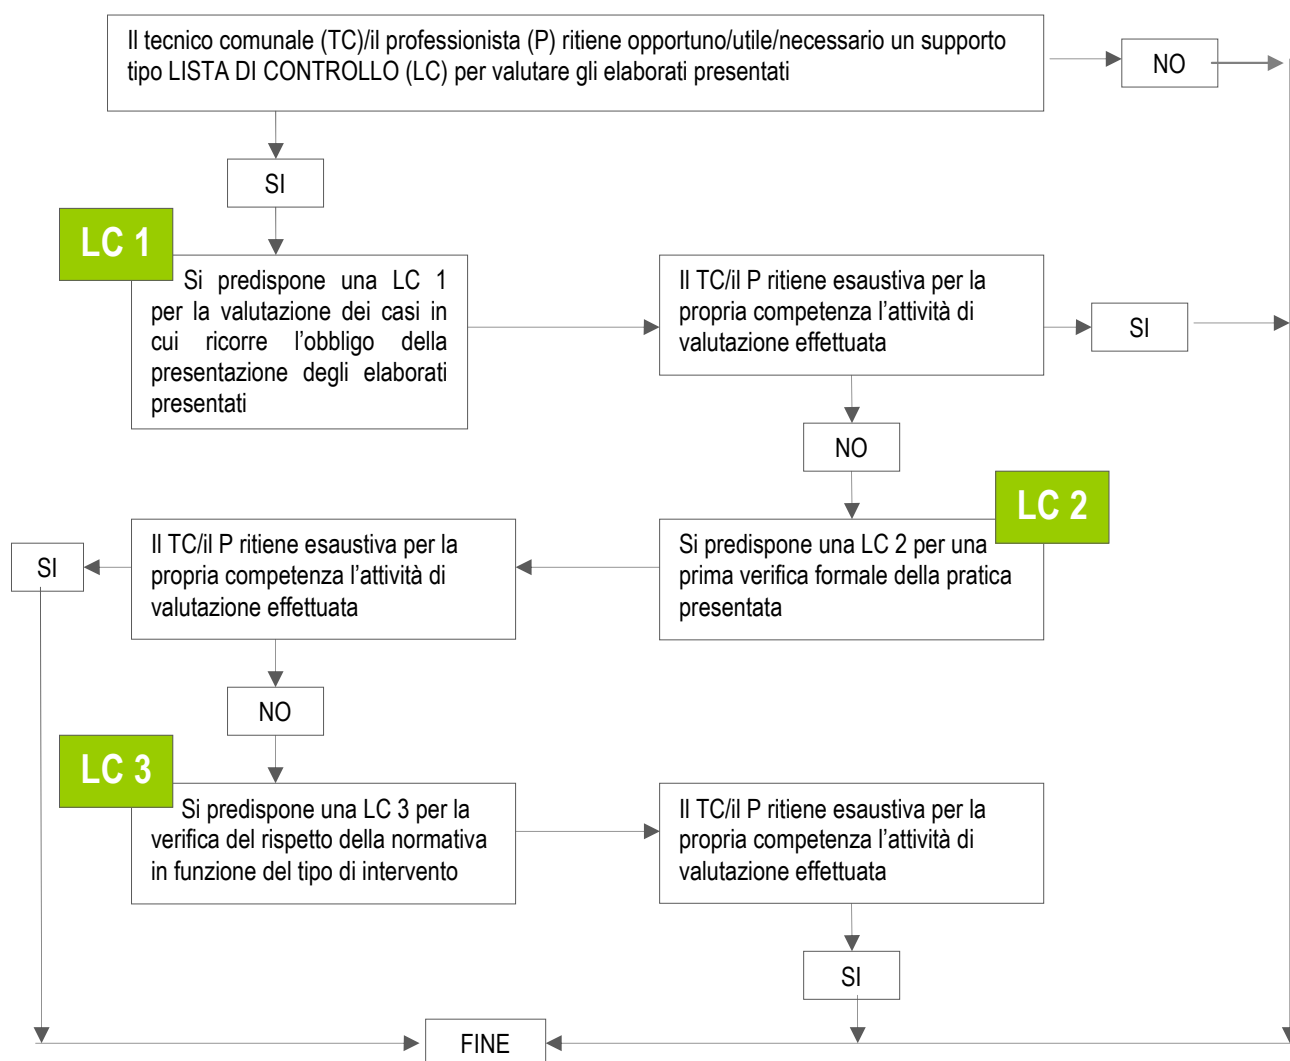 Il tecnico comunale (TC)/il professionista (P) ritiene opportuno/utile/necessario un supporto
tipo LISTA DI CONTROLLO (LC) per valutare gli elaborati presentati
NO
SI
LC 1
Si predispone una LC 1
per la valutazione dei casi in
cui ricorre l’obbligo della
presentazione degli elaborati
presentati
Il TC/il P ritiene esaustiva per la
propria competenza l’attività di
valutazione effettuata
SI
NO
LC 2
Si predispone una LC 2 per una
prima verifica formale della pratica
presentata
Il TC/il P ritiene esaustiva per la
propria competenza l’attività di
valutazione effettuata
SI
NO
LC 3
Si predispone una LC 3 per la
verifica del rispetto della normativa
in funzione del tipo di intervento
Il TC/il P ritiene esaustiva per la
propria competenza l’attività di
valutazione effettuata
SI
FINE